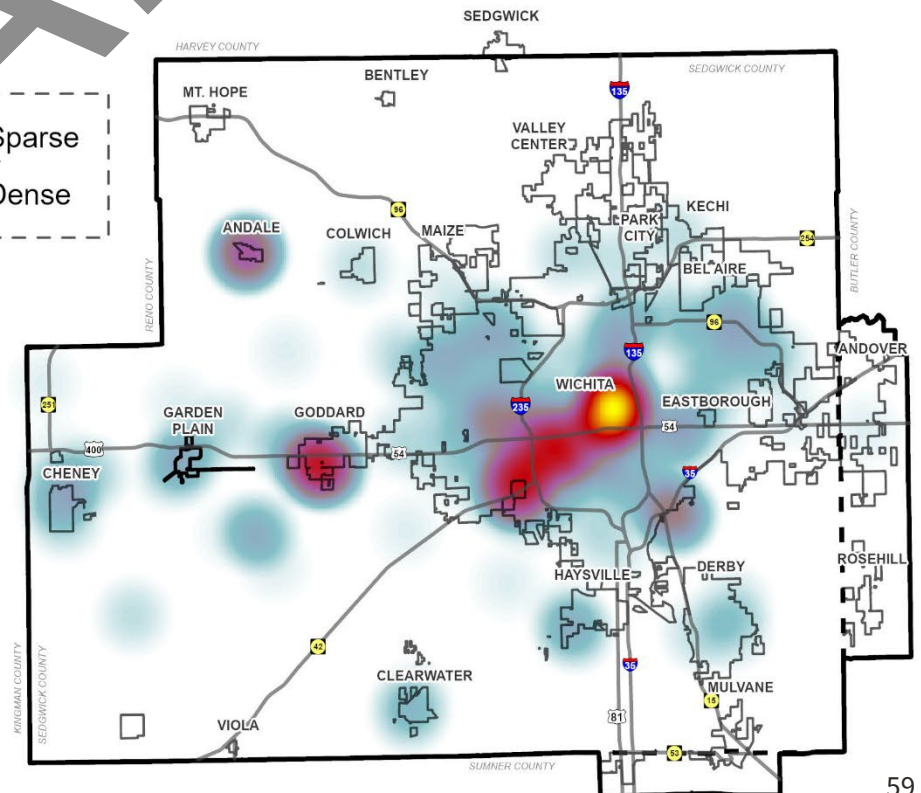 SEDGWICK
HARVEY COUNTY
SEDGWICK COUNTY
BENTLEY
MT. HOPE
135
VALLEY
CENTER
Sparse
Dense
96
KECHI
PARK
CITY
ANDALE
COLWICH
MAIZE
254
BEL AIRE
BUTLER COUNTY
RENO COUNTY
96
135
ANDOVER
WICHITA
251
235
EASTBOROUGH
GARDEN
PLAIN
GODDARD
54
400
54
CHENEY
35
HAYSVILLE
DERBY
ROSEHILL
42
35
KINGMAN COUNTY
SEDGWICK COUNTY
CLEARWATER
MULVANE
15
81
VIOLA
53
SUMNER COUNTY
59